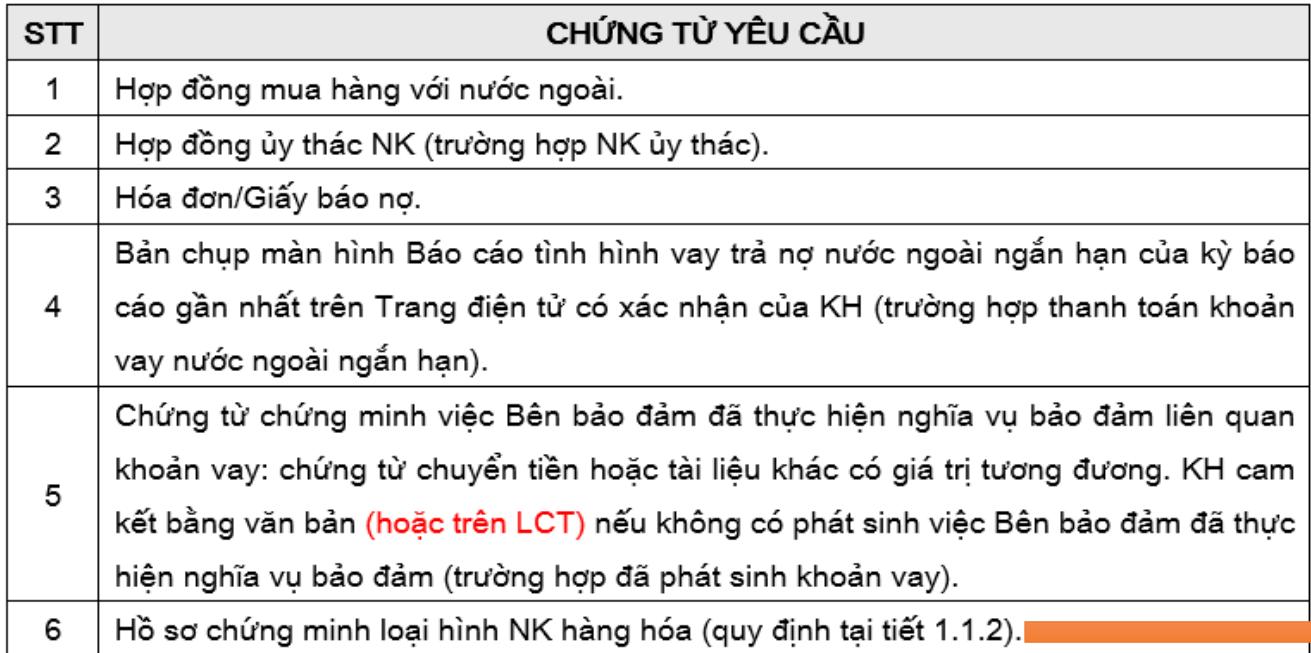 STT CHỨNG TỪ YÊU CẦU
1 Hợp đồng mua hàng với nước ngoài.
2 Hợp đồng ủy thác NK (trường hợp NK ủy thác).
3 Hóa đơn/Giấy báo nợ.
Bản chụp màn hình Báo cáo tình hình vay trả nợ nước ngoài ngắn hạn của kỳ báo
4 cáo gần nhất trên Trang điện tử có xác nhận của KH (trường hợp thanh toán khoản
vay nước ngoài ngắn hạn).
Chứng từ chứng minh việc Bên bảo đảm đã thực hiện nghĩa vụ bảo đảm liên quan
khoản vay: chứng từ chuyển tiền hoặc tài liệu khác có giá trị tương đương. KH cam
5 kết bằng văn bản (hoặc trên LCT) nếu không có phát sinh việc Bên bảo đảm đã thực
hiện nghĩa vụ bảo đảm (trường hợp đã phát sinh khoản vay).
6 Hồ sơ chứng minh loại hình NK hàng hóa (quy định tại tiết 1.1.2).